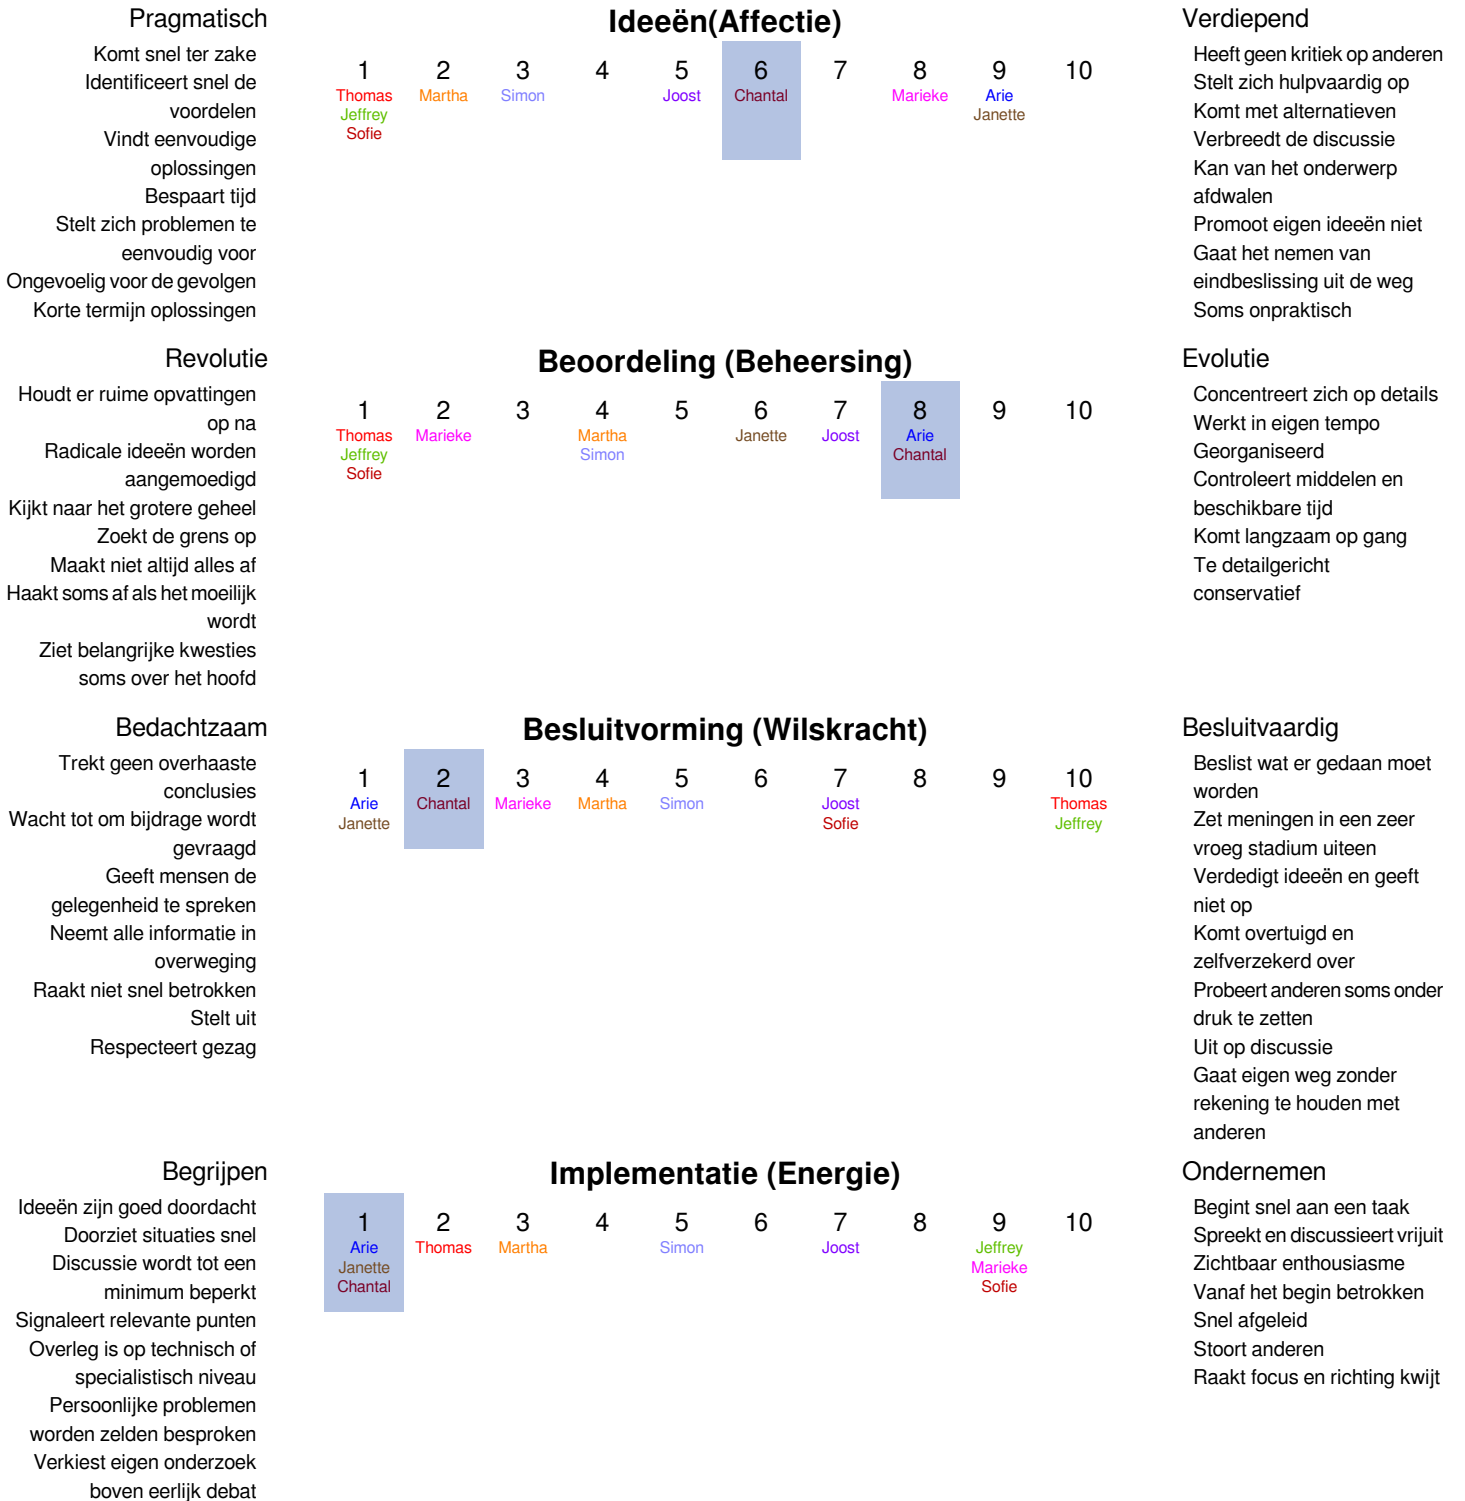 Pragmatisch
Komt snel ter zake
Identificeert snel de
voordelen
Vindt eenvoudige
oplossingen
Bespaart tijd
Stelt zich problemen te
eenvoudig voor
Ongevoelig voor de gevolgen
Korte termijn oplossingen
Ideeën(Affectie)
1 2 3 4 5 6 7 8 9 10
Thomas Martha Simon Joost Chantal Marieke Arie
Jeffrey Janette
Sofie
Verdiepend
Heeft geen kritiek op anderen
Stelt zich hulpvaardig op
Komt met alternatieven
Verbreedt de discussie
Kan van het onderwerp
afdwalen
Promoot eigen ideeën niet
Gaat het nemen van
eindbeslissing uit de weg
Soms onpraktisch
Revolutie
Houdt er ruime opvattingen
op na
Radicale ideeën worden
aangemoedigd
Kijkt naar het grotere geheel
Zoekt de grens op
Maakt niet altijd alles af
Haakt soms af als het moeilijk
wordt
Ziet belangrijke kwesties
soms over het hoofd
Beoordeling (Beheersing)
1 2 3 4 5 6 7 8 9 10
Thomas Marieke Martha Janette Joost Arie
Jeffrey Simon Chantal
Sofie
Evolutie
Concentreert zich op details
Werkt in eigen tempo
Georganiseerd
Controleert middelen en
beschikbare tijd
Komt langzaam op gang
Te detailgericht
conservatief
Bedachtzaam
Trekt geen overhaaste
conclusies
Wacht tot om bijdrage wordt
gevraagd
Geeft mensen de
gelegenheid te spreken
Neemt alle informatie in
overweging
Raakt niet snel betrokken
Stelt uit
Respecteert gezag
Besluitvorming (Wilskracht)
1 2 3 4 5 6 7 8 9 10
Arie Chantal Marieke Martha Simon Joost Thomas
Janette Sofie Jeffrey
Besluitvaardig
Beslist wat er gedaan moet
worden
Zet meningen in een zeer
vroeg stadium uiteen
Verdedigt ideeën en geeft
niet op
Komt overtuigd en
zelfverzekerd over
Probeert anderen soms onder
druk te zetten
Uit op discussie
Gaat eigen weg zonder
rekening te houden met
anderen
Begrijpen
Ideeën zijn goed doordacht
Doorziet situaties snel
Discussie wordt tot een
minimum beperkt
Signaleert relevante punten
Overleg is op technisch of
specialistisch niveau
Persoonlijke problemen
worden zelden besproken
Verkiest eigen onderzoek
boven eerlijk debat
Implementatie (Energie)
1 2 3 4 5 6 7 8 9 10
Arie Thomas Martha Simon Joost Jeffrey
Janette Marieke
Chantal Sofie
Ondernemen
Begint snel aan een taak
Spreekt en discussieert vrijuit
Zichtbaar enthousiasme
Vanaf het begin betrokken
Snel afgeleid
Stoort anderen
Raakt focus en richting kwijt